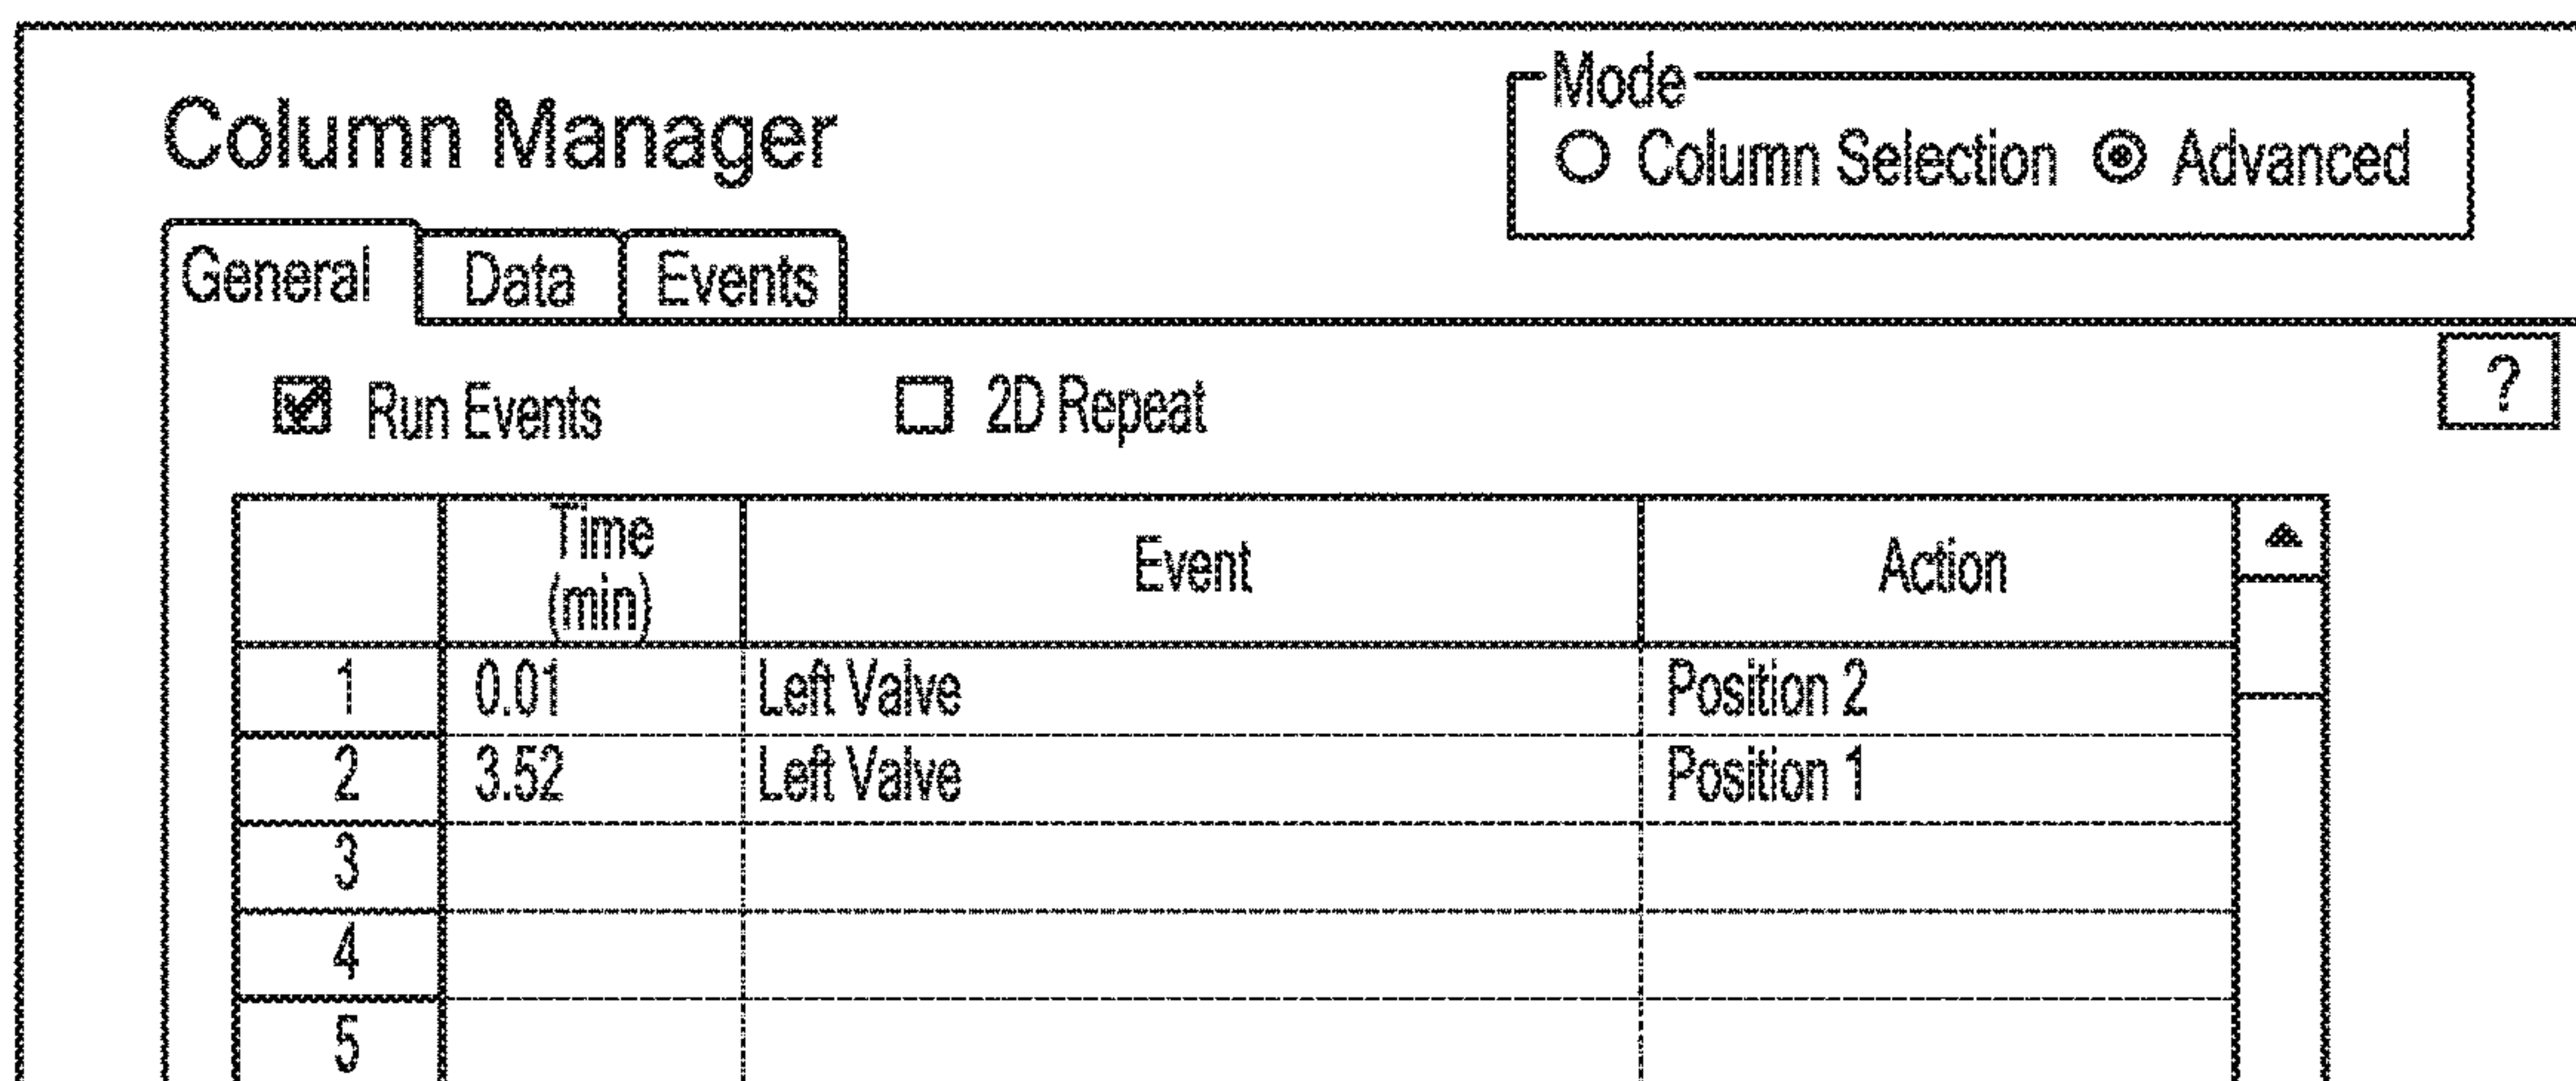 Mode
Column Manager
Column Selection Advanced
General Data Events
Run Events 2D Repeat ?
Time (min) Event Action
1 0.01 Left Valve Position 2
2 3.52 Left Valve Position 1
3
4
5